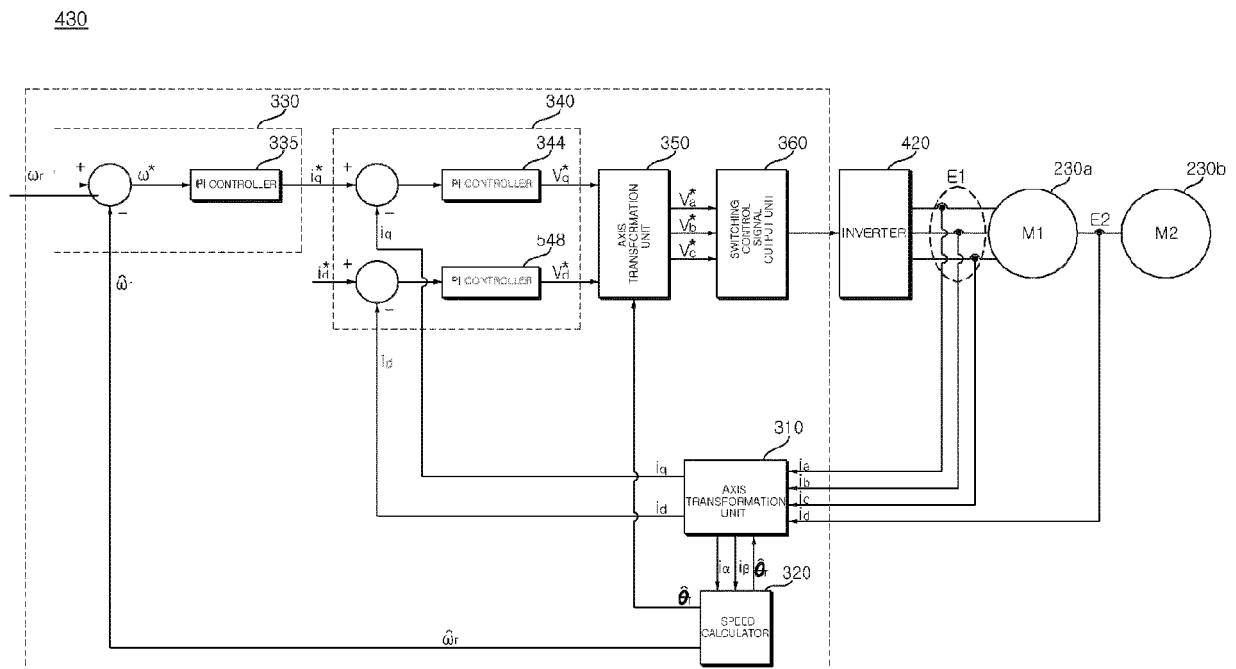 430
330
340
335
344
350
360
420
E1
230a
230b
+
ωr
ω*
PI CONTROLLER
iq*
+
PI CONTROLLER
Vq*
AXIS TRANSFORMATION UNIT
Va*
Vb*
Vc*
SWITCHING CONTROL SIGNAL OUTPUT UNIT
INVERTER
M1
E2
M2
−
−
iq
548
id*
+
PI CONTROLLER
Vd*
ω̂r
−
id
310
iq
id
AXIS
TRANSFORMATION
UNIT
ia
ib
ic
id
iα
iβ
θ̂r
320
θ̂r
SPEED
CALCULATOR
ω̂r